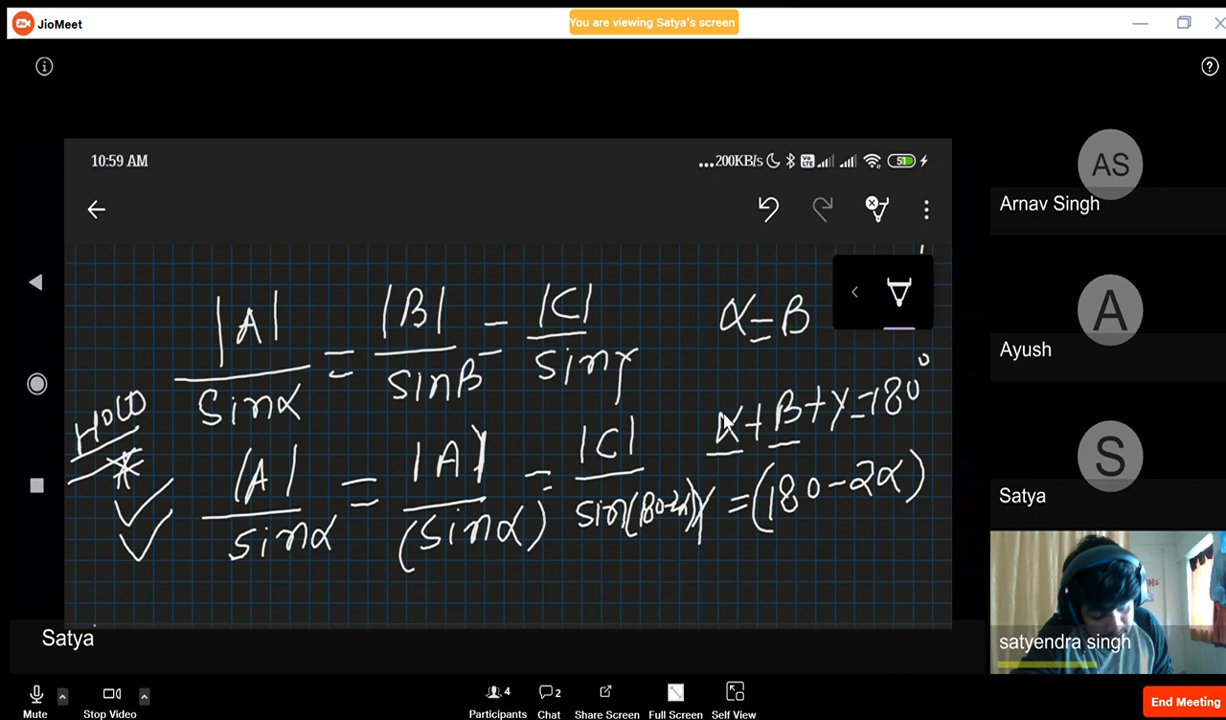 JioMeet
You are viewing Satya's screen
10:59 AM
...200KB/s
51
|A|/sinα = |B|/sinβ = |C|/sinγ
α=β
HOW
α+β+γ=180°
|A|/sinα = |A|/(sinα) = |C|/sin(180-2α)
γ=(180-2α)
AS
Arnav Singh
A
Ayush
S
Satya
satyendra singh
Satya
Mute
Stop Video
4
Participants
2
Chat
Share Screen
Full Screen
Self View
End Meeting